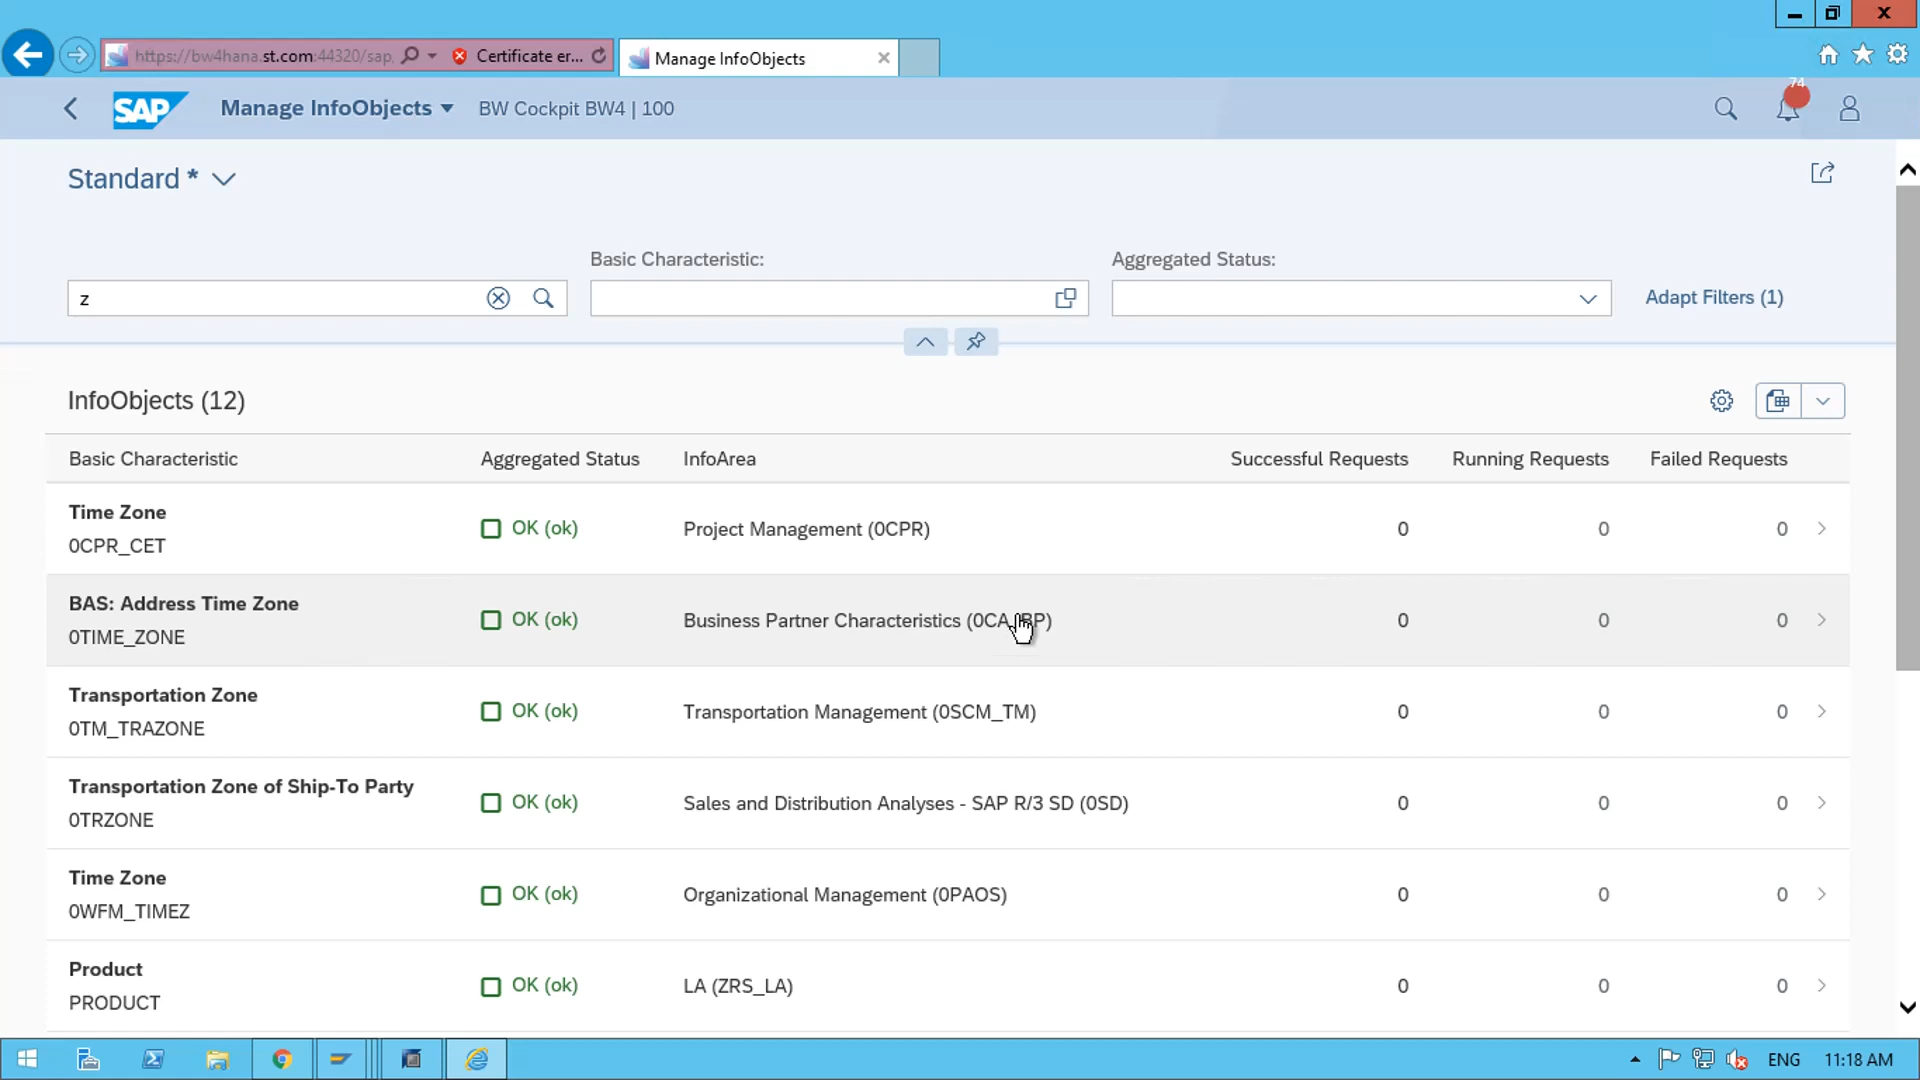 https://bw4hana.st.com:44320/sap,
Certificate er...
Manage InfoObjects
74
SAP
Manage InfoObjects
BW Cockpit BW4 | 100
Standard *
Basic Characteristic:
Aggregated Status:
z
Adapt Filters (1)
InfoObjects (12)
Basic Characteristic
Aggregated Status
InfoArea
Successful Requests
Running Requests
Failed Requests
Time Zone
0CPR_CET
OK (ok)
Project Management (0CPR)
0
0
0
BAS: Address Time Zone
0TIME_ZONE
OK (ok)
Business Partner Characteristics
0
0
0
Transportation Zone
0TM_TRAZONE
OK (ok)
Transportation Management (0SCM_TM)
0
0
0
Transportation Zone of Ship-To Party
0TRZONE
OK (ok)
Sales and Distribution Analyses - SAP R/3 SD (0SD)
0
0
0
Time Zone
0WFM_TIMEZ
OK (ok)
Organizational Management (0PAOS)
0
0
0
Product
PRODUCT
OK (ok)
LA (ZRS_LA)
0
0
0
ENG
11:18 AM